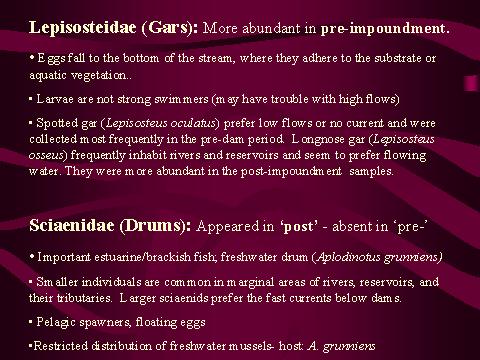 Lepisosteidae (Gars): More abundant in pre-impoundment.
• Eggs fall to the bottom of the stream, where they adhere to the substrate or
aquatic vegetation..
• Larvae are not strong swimmers (may have trouble with high flows)
• Spotted gar (Lepisosteus oculatus) prefer low flows or no current and were
collected most frequently in the pre-dam period. Longnose gar (Lepisosteus
osseus) frequently inhabit rivers and reservoirs and seem to prefer flowing
water. They were more abundant in the post-impoundment samples.
Sciaenidae (Drums): Appeared in ‘post’ - absent in ‘pre-’
• Important estuarine/brackish fish; freshwater drum (Aplodinotus grunniens)
• Smaller individuals are common in marginal areas of rivers, reservoirs, and
their tributaries. Larger sciaenids prefer the fast currents below dams.
• Pelagic spawners, floating eggs
•Restricted distribution of freshwater mussels- host: A. grunniens